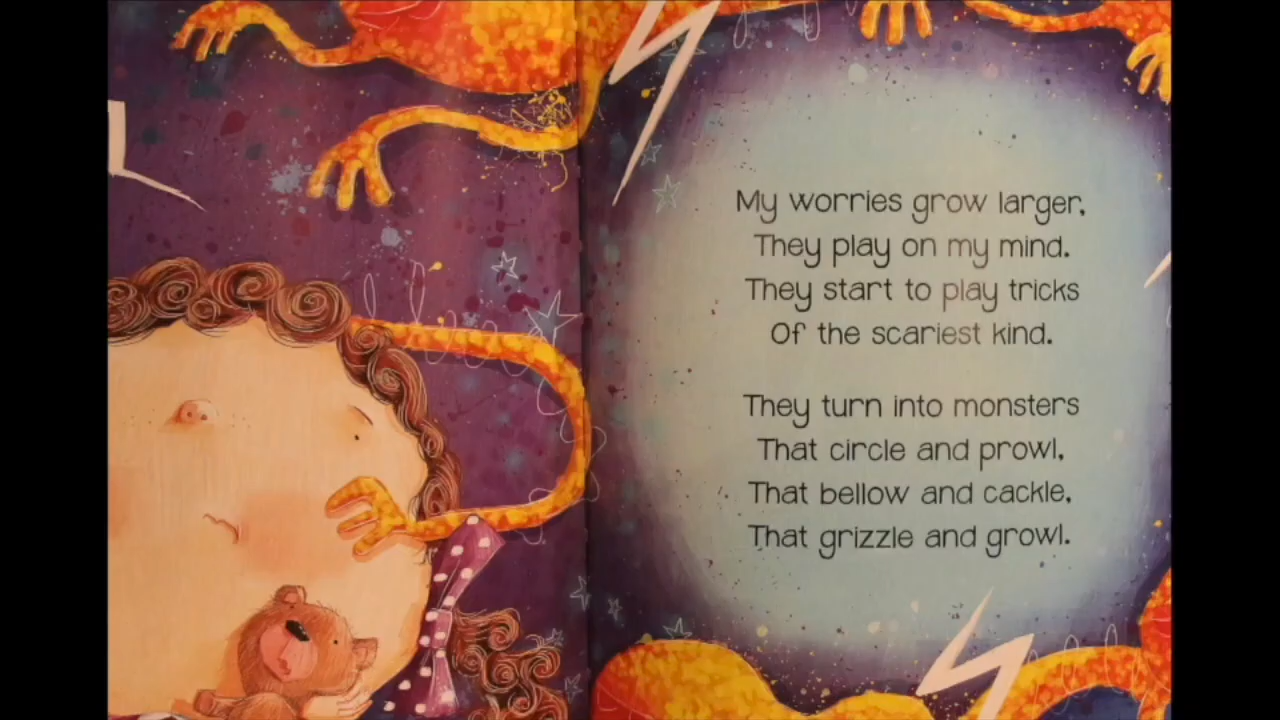 My worries grow larger,
They play on my mind.
They start to play tricks
Of the scariest kind.
They turn into monsters
That circle and prowl,
That bellow and cackle,
That grizzle and growl.